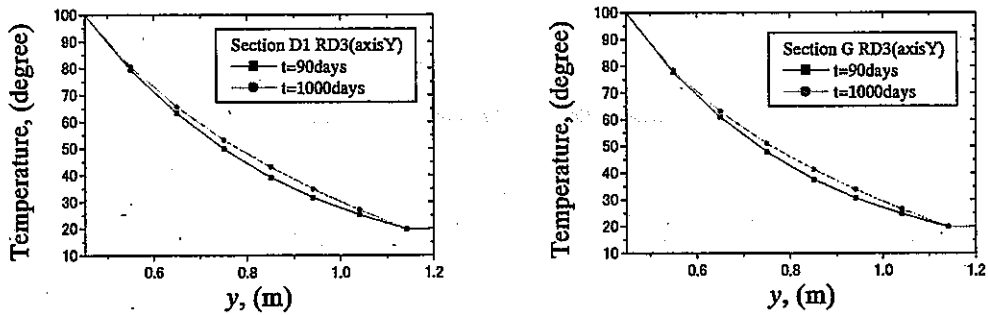 100
90
80
70
60
50
40
30
20
10
Temperature, (degree)
Section D1 RD3(axisY)
t=90days
t=1000days
0.6 0.8 1.0 1.2
y, (m)
100
90
80
70
60
50
40
30
20
10
Temperature, (degree)
Section G RD3(axisY)
t=90days
t=1000days
0.6 0.8 1.0 1.2
y, (m)